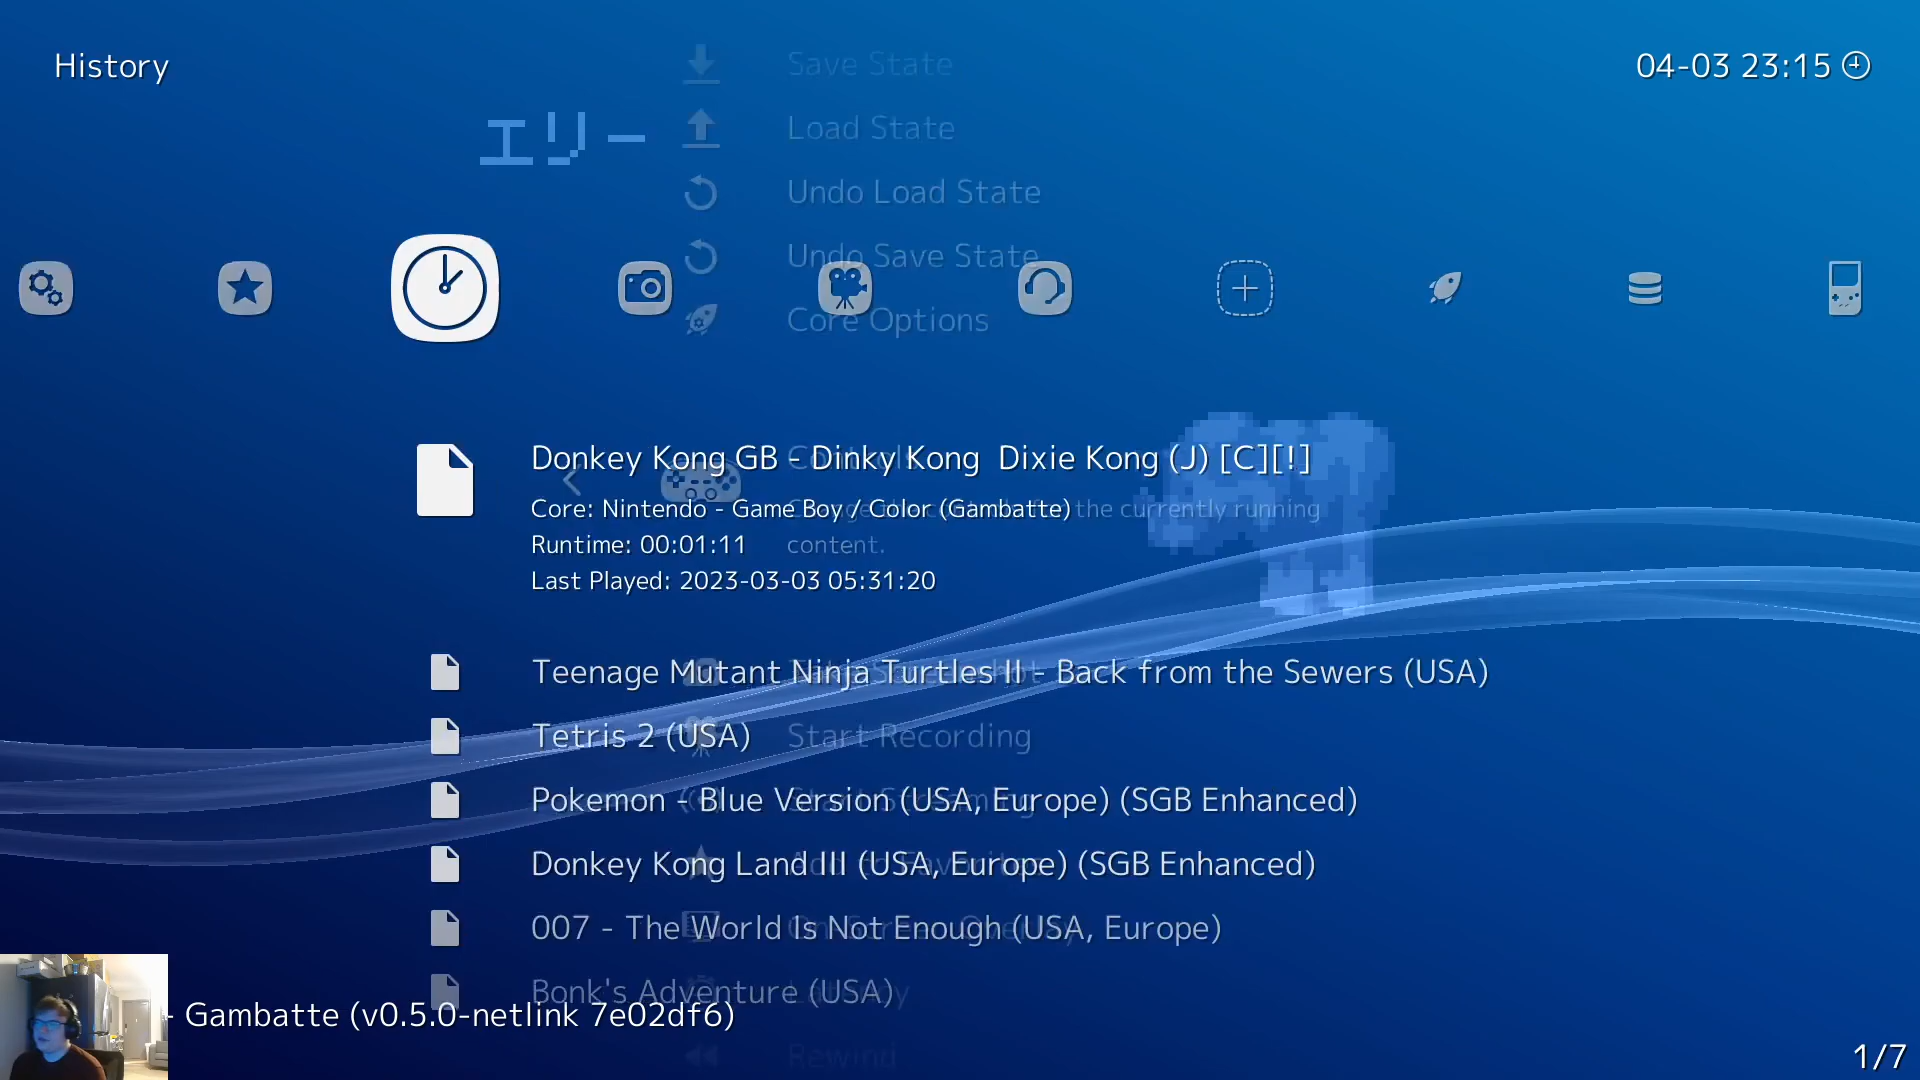 History
04-03 23:15
Save State
エリー
Load State
Undo Load State
Undo Save State
Core Options
Donkey Kong GB - Dinky Kong  Dixie Kong (J) [C][!]
Core: Nintendo - Game Boy / Color (Gambatte)
the currently running
Runtime: 00:01:11
content.
Last Played: 2023-03-03 05:31:20
Teenage Mutant Ninja Turtles II - Back from the Sewers (USA)
Tetris 2 (USA)
Start Recording
Pokemon - Blue Version (USA, Europe) (SGB Enhanced)
Donkey Kong Land III (USA, Europe) (SGB Enhanced)
007 - The World Is Not Enough (USA, Europe)
Bonk's Adventure (USA)
- Gambatte (v0.5.0-netlink 7e02df6)
Rewind
1/7